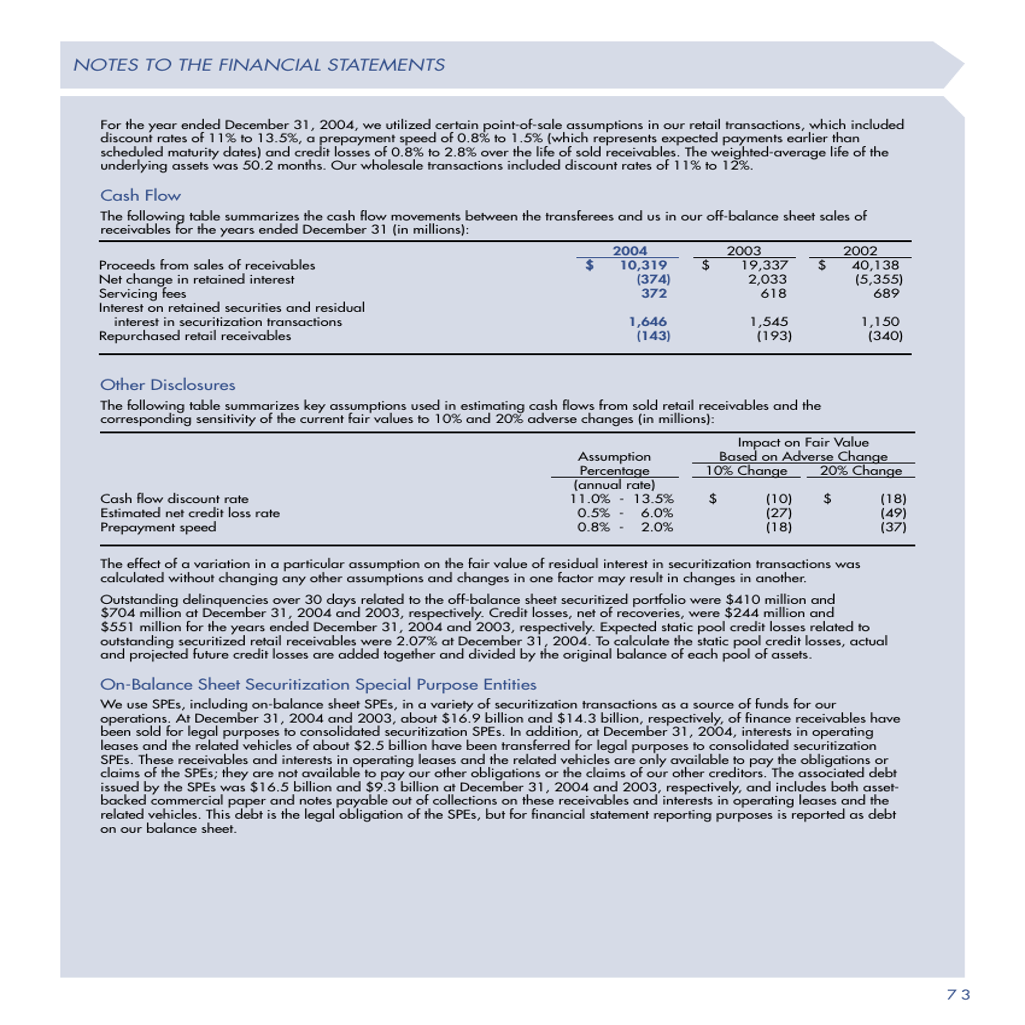 NOTES TO THE FINANCIAL STATEMENTS
For the year ended December 31, 2004, we utilized certain point-of-sale assumptions in our retail transactions, which included
discount rates of 11% to 13.5%, a prepayment speed of 0.8% to 1.5% (which represents expected payments earlier than
scheduled maturity dates) and credit losses of 0.8% to 2.8% over the life of sold receivables. The weighted-average life of the
underlying assets was 50.2 months. Our wholesale transactions included discount rates of 11% to 12%.
Cash Flow
The following table summarizes the cash flow movements between the transferees and us in our off-balance sheet sales of
receivables for the years ended December 31 (in millions):
2004 2003 2002
Proceeds from sales of receivables $ 10,319 $ 19,337 $ 40,138
Net change in retained interest (374) 2,033 (5,355)
Servicing fees 372 618 689
Interest on retained securities and residual
interest in securitization transactions 1,646 1,545 1,150
Repurchased retail receivables (143) (193) (340)
Other Disclosures
The following table summarizes key assumptions used in estimating cash flows from sold retail receivables and the
corresponding sensitivity of the current fair values to 10% and 20% adverse changes (in millions):
Impact on Fair Value
Assumption Based on Adverse Change
Percentage 10% Change 20% Change
(annual rate)
Cash flow discount rate 11.0% - 13.5% $ (10) $ (18)
Estimated net credit loss rate 0.5% - 6.0% (27) (49)
Prepayment speed 0.8% - 2.0% (18) (37)
The effect of a variation in a particular assumption on the fair value of residual interest in securitization transactions was
calculated without changing any other assumptions and changes in one factor may result in changes in another.
Outstanding delinquencies over 30 days related to the off-balance sheet securitized portfolio were $410 million and
$704 million at December 31, 2004 and 2003, respectively. Credit losses, net of recoveries, were $244 million and
$551 million for the years ended December 31, 2004 and 2003, respectively. Expected static pool credit losses related to
outstanding securitized retail receivables were 2.07% at December 31, 2004. To calculate the static pool credit losses, actual
and projected future credit losses are added together and divided by the original balance of each pool of assets.
On-Balance Sheet Securitization Special Purpose Entities
We use SPEs, including on-balance sheet SPEs, in a variety of securitization transactions as a source of funds for our
operations. At December 31, 2004 and 2003, about $16.9 billion and $14.3 billion, respectively, of finance receivables have
been sold for legal purposes to consolidated securitization SPEs. In addition, at December 31, 2004, interests in operating
leases and the related vehicles of about $2.5 billion have been transferred for legal purposes to consolidated securitization
SPEs. These receivables and interests in operating leases and the related vehicles are only available to pay the obligations or
claims of the SPEs; they are not available to pay our other obligations or the claims of our other creditors. The associated debt
issued by the SPEs was $16.5 billion and $9.3 billion at December 31, 2004 and 2003, respectively, and includes both asset-
backed commercial paper and notes payable out of collections on these receivables and interests in operating leases and the
related vehicles. This debt is the legal obligation of the SPEs, but for financial statement reporting purposes is reported as debt
on our balance sheet.
73